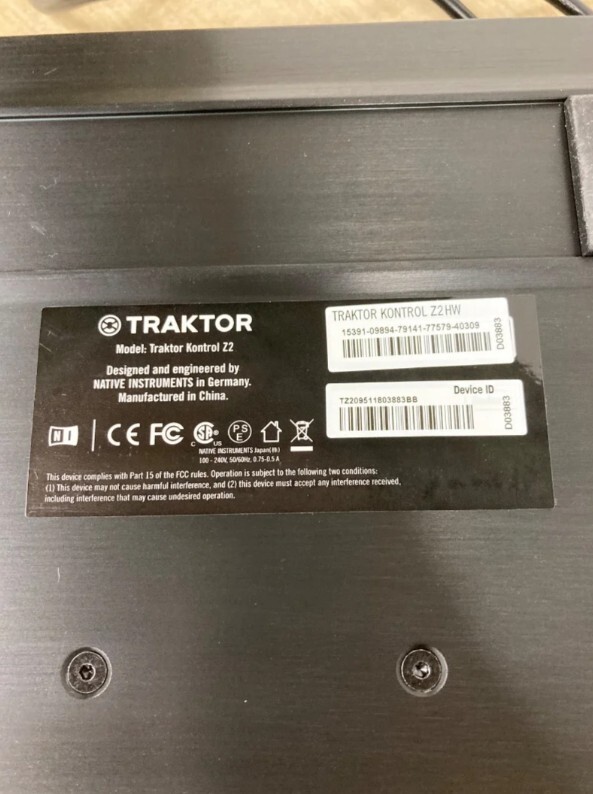 TRAKTOR
Model: Traktor Kontrol Z2
Designed and engineered by
NATIVE INSTRUMENTS in Germany.
Manufactured in China.
NI
CE FC SA C US PS E
NATIVE INSTRUMENTS Japan(株)
100 - 240V, 50/60Hz, 0.75-0.5 A
This device complies with Part 15 of the FCC rules. Operation is subject to the following two conditions:
(1) This device may not cause harmful interference, and (2) this device must accept any interference received,
including interference that may cause undesired operation.
TRAKTOR KONTROL Z2 HW
15391-09894-79141-77579-40309
D03883
Device ID
TZ209511803883BB
D03883